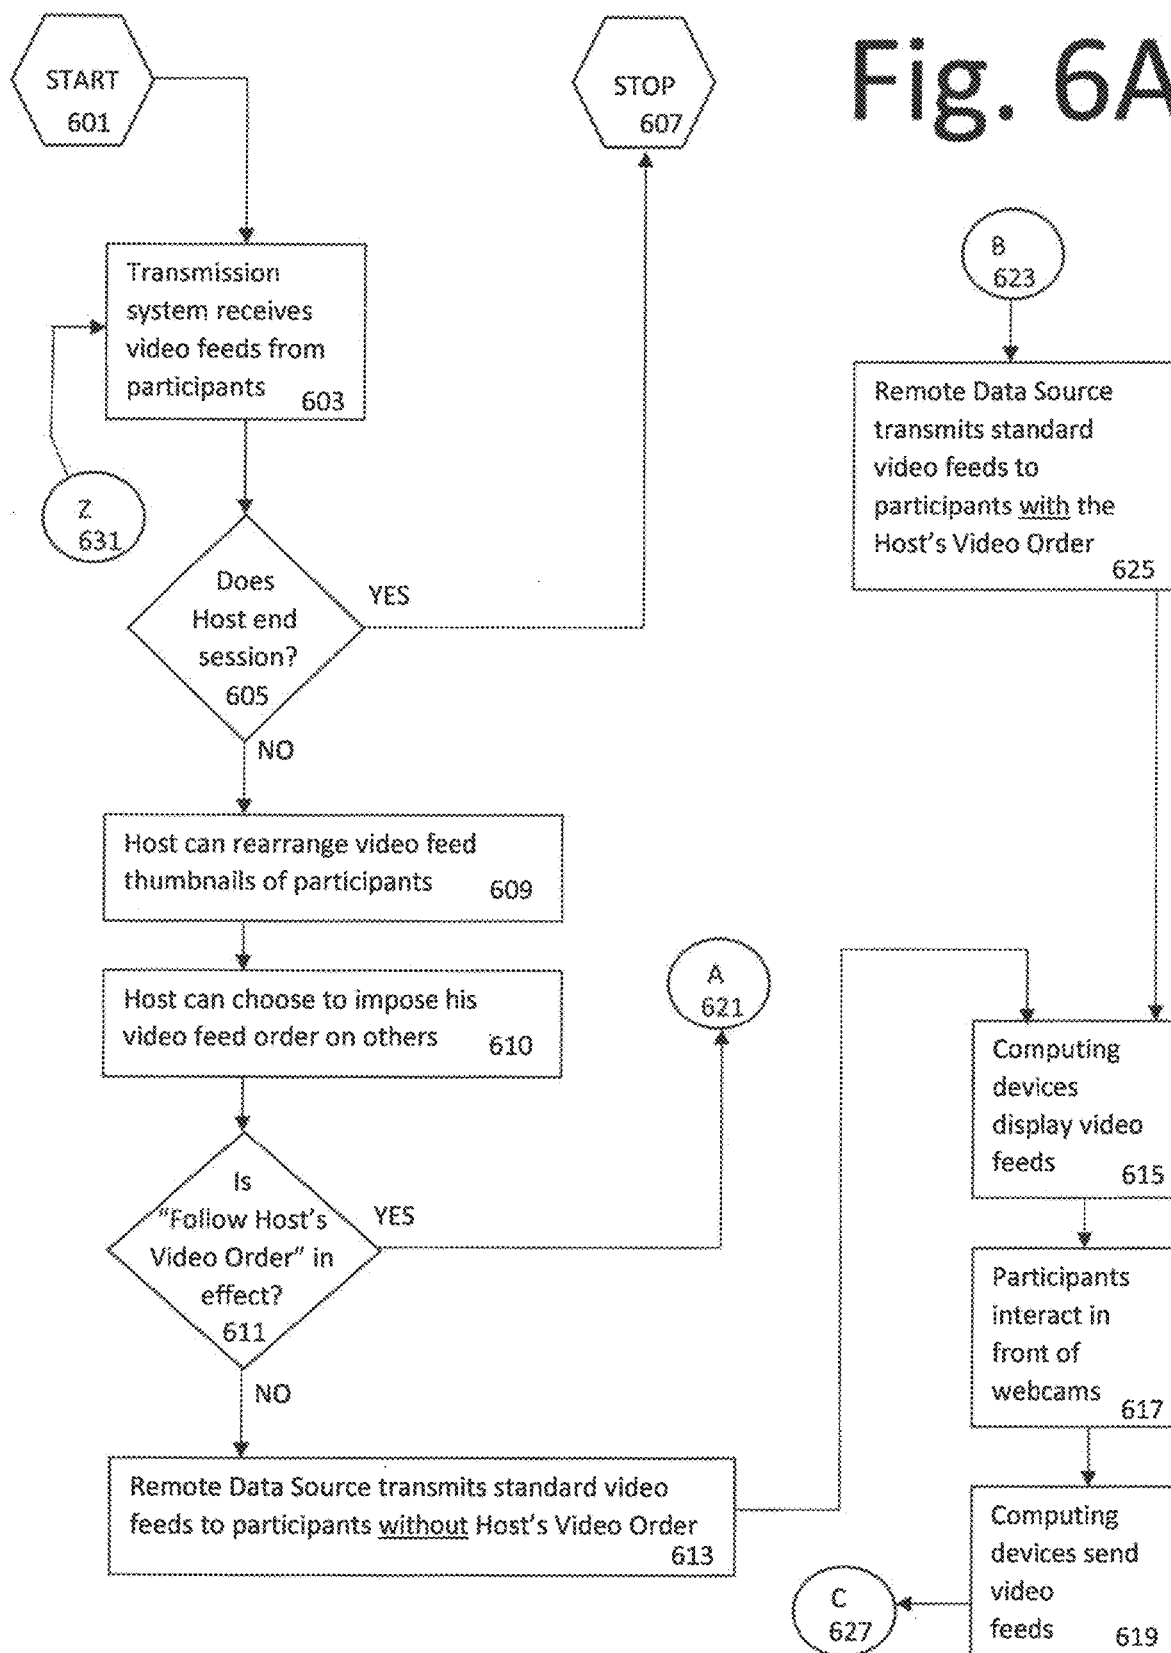 Fig. 6A
START
601
STOP
607
Transmission
system receives
video feeds from
participants
603
Z
631
Does
Host end
session?
605
YES
NO
Host can rearrange video feed
thumbnails of participants
609
Host can choose to impose his
video feed order on others
610
Is
"Follow Host's
Video Order" in
effect?
611
YES
NO
A
621
Remote Data Source transmits standard video
feeds to participants without Host's Video Order
613
B
623
Remote Data Source
transmits standard
video feeds to
participants with the
Host's Video Order
625
Computing
devices
display video
feeds
615
Participants
interact in
front of
webcams
617
Computing
devices send
video
feeds
619
C
627